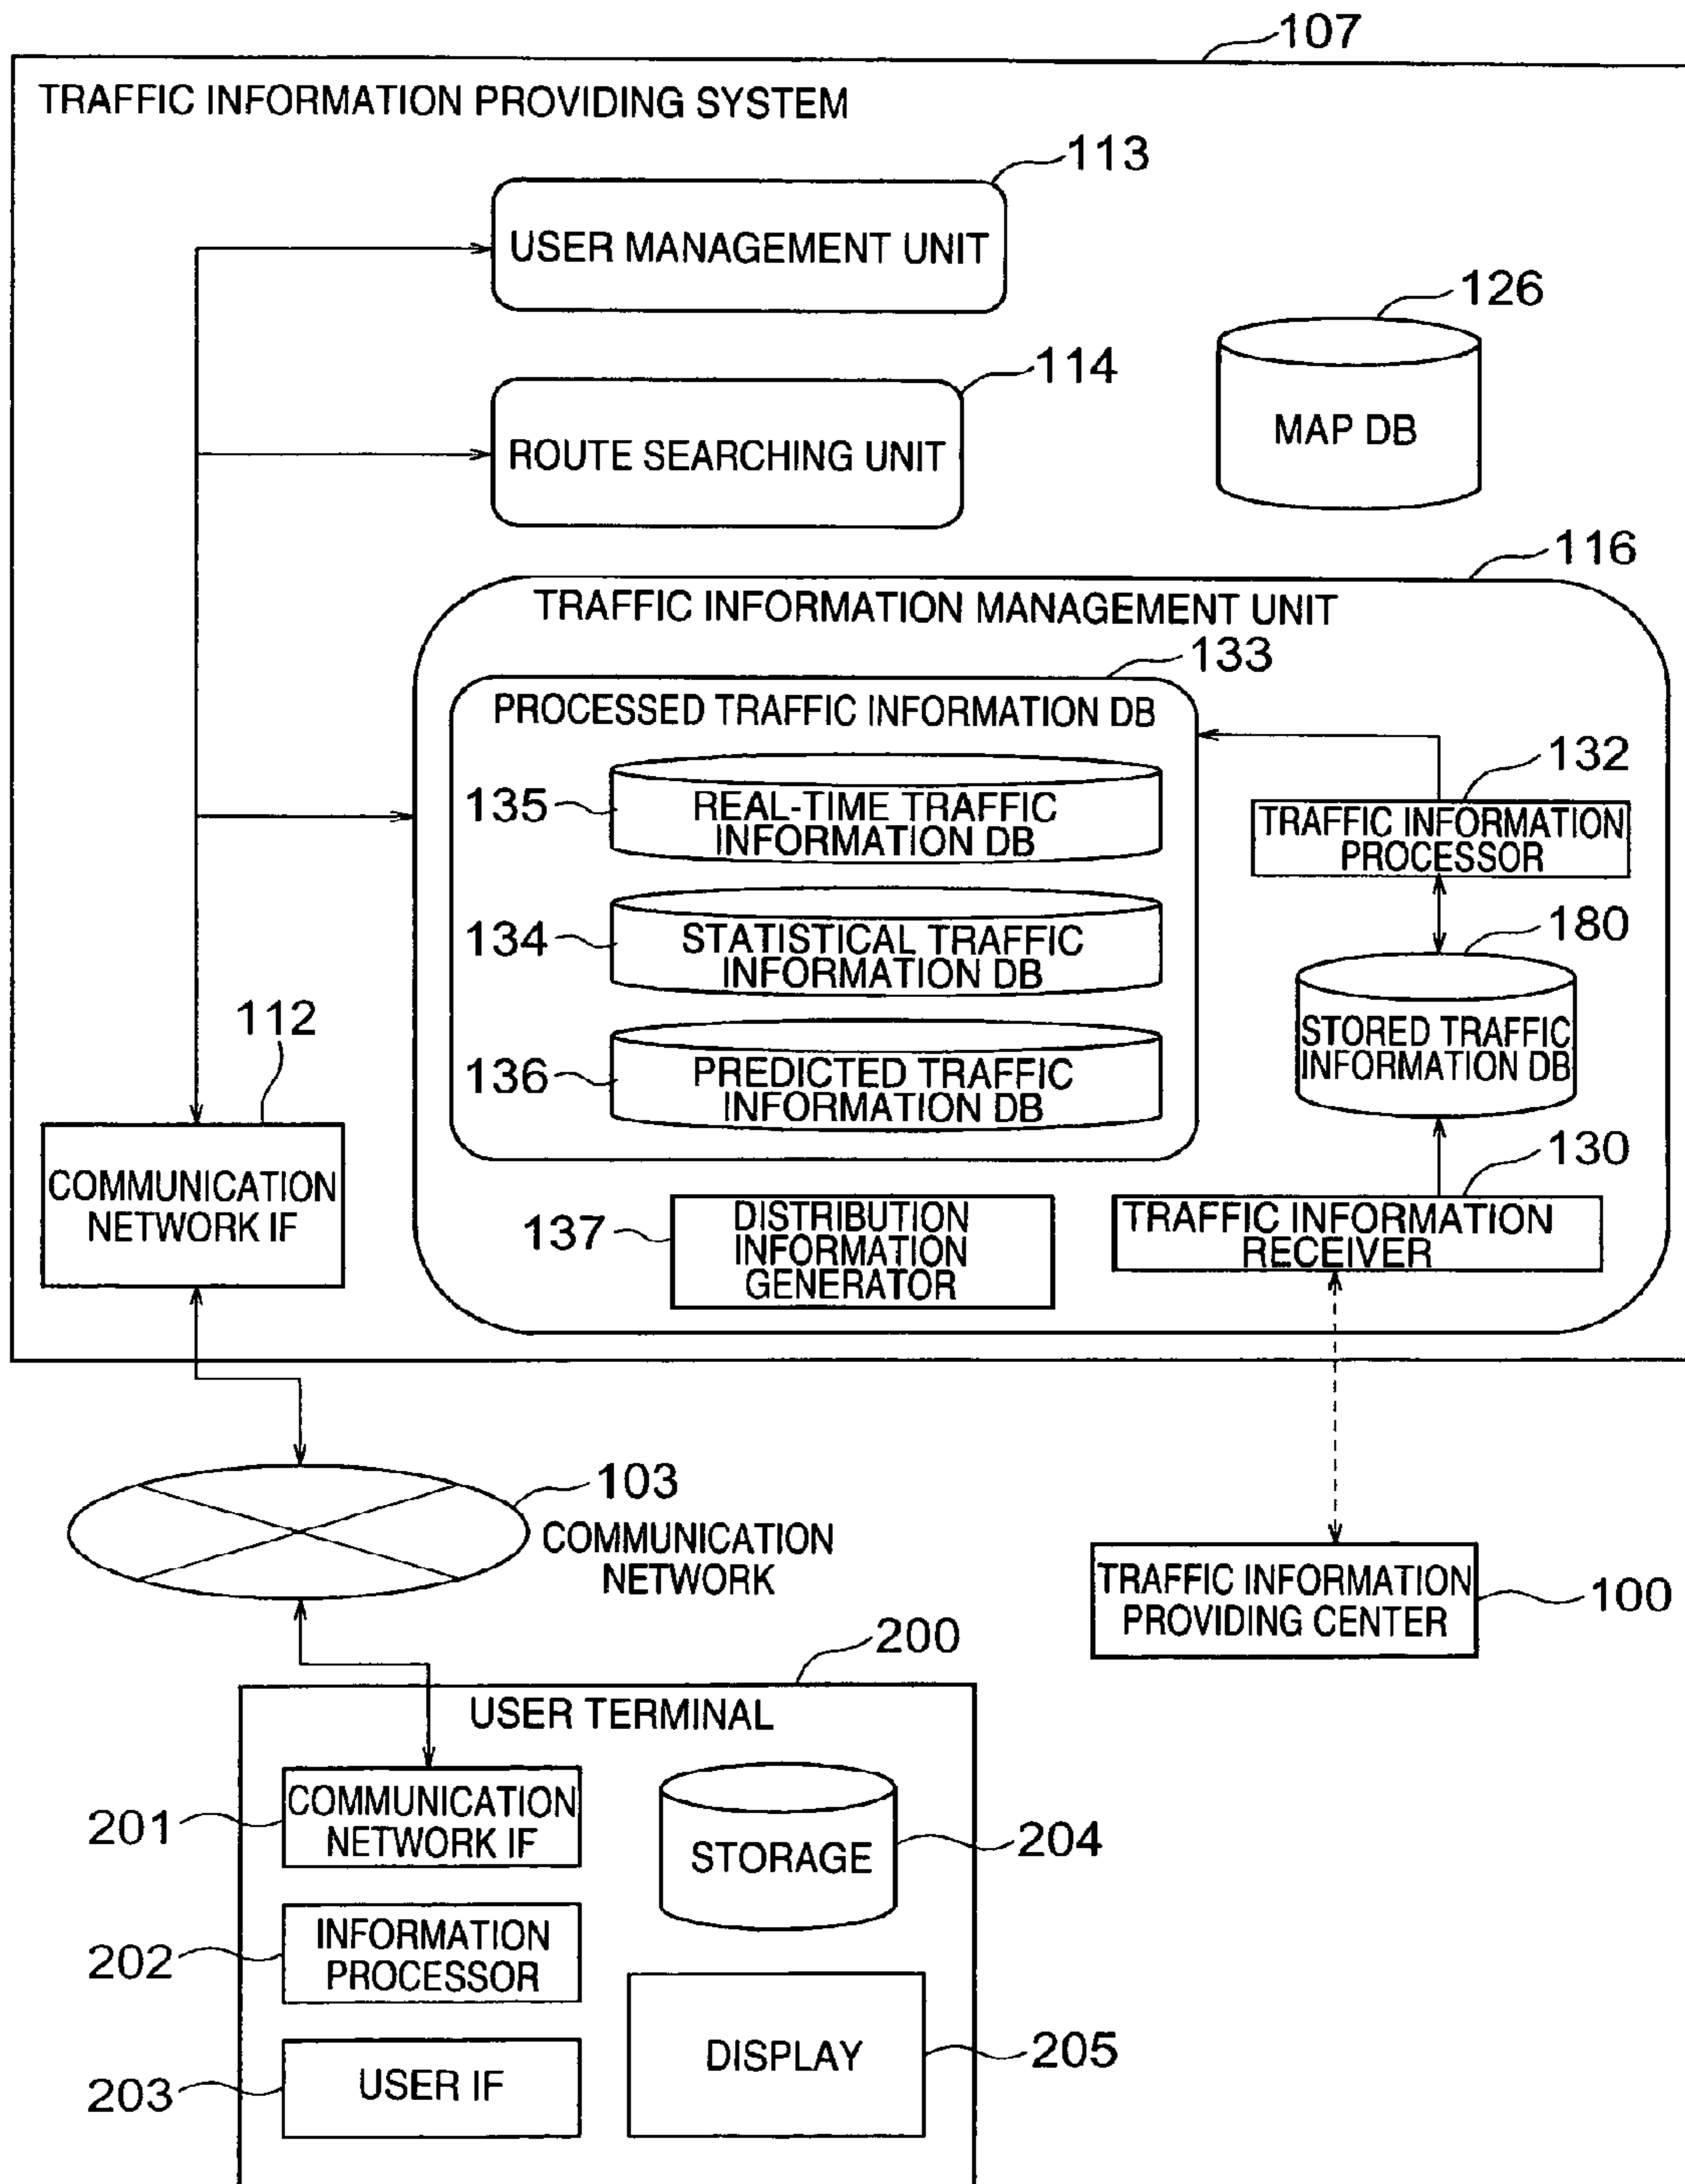 107
TRAFFIC INFORMATION PROVIDING SYSTEM
113
USER MANAGEMENT UNIT
126
MAP DB
114
ROUTE SEARCHING UNIT
116
TRAFFIC INFORMATION MANAGEMENT UNIT
133
PROCESSED TRAFFIC INFORMATION DB
135
REAL-TIME TRAFFIC
INFORMATION DB
132
TRAFFIC INFORMATION
PROCESSOR
134
STATISTICAL TRAFFIC
INFORMATION DB
180
STORED TRAFFIC
INFORMATION DB
136
PREDICTED TRAFFIC
INFORMATION DB
112
COMMUNICATION
NETWORK IF
130
TRAFFIC INFORMATION
RECEIVER
137
DISTRIBUTION
INFORMATION
GENERATOR
103
COMMUNICATION
NETWORK
TRAFFIC INFORMATION
PROVIDING CENTER
100
200
USER TERMINAL
201
COMMUNICATION
NETWORK IF
STORAGE
204
202
INFORMATION
PROCESSOR
203
USER IF
DISPLAY
205